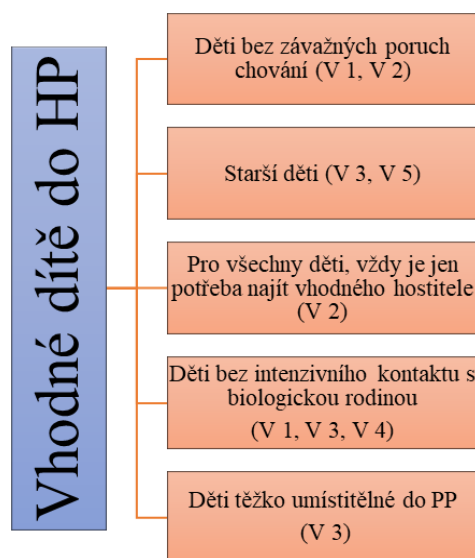 Vhodné dítě do HP
Děti bez závažných poruch
chování (V 1, V 2)
Starší děti (V 3, V 5)
Pro všechny děti, vždy je jen
potřeba najít vhodného hostitele
(V 2)
Děti bez intenzivního kontaktu s
biologickou rodinou
(V 1, V 3, V 4)
Děti těžko umístitélné do PP
(V 3)